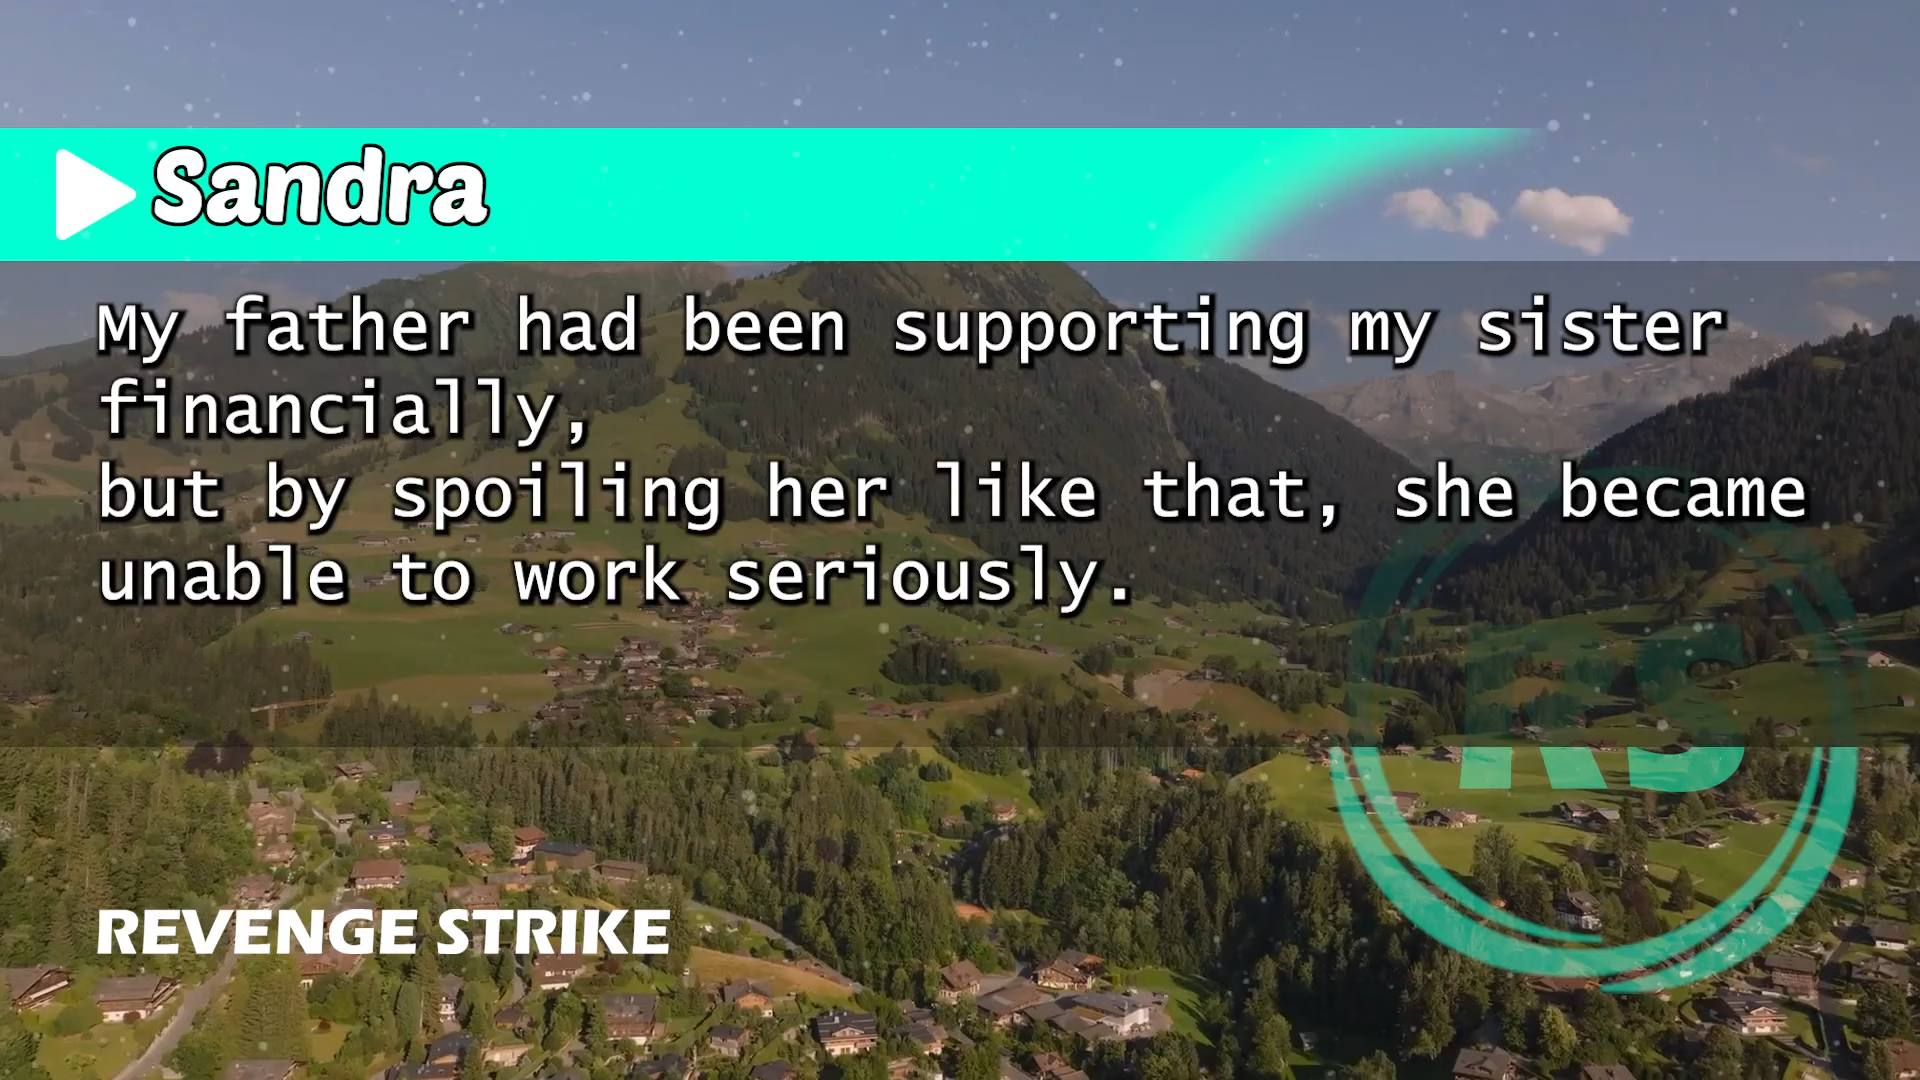 Sandra
My father had been supporting my sister
financially,
but by spoiling her like that, she became
unable to work seriously.
RS
REVENGE STRIKE